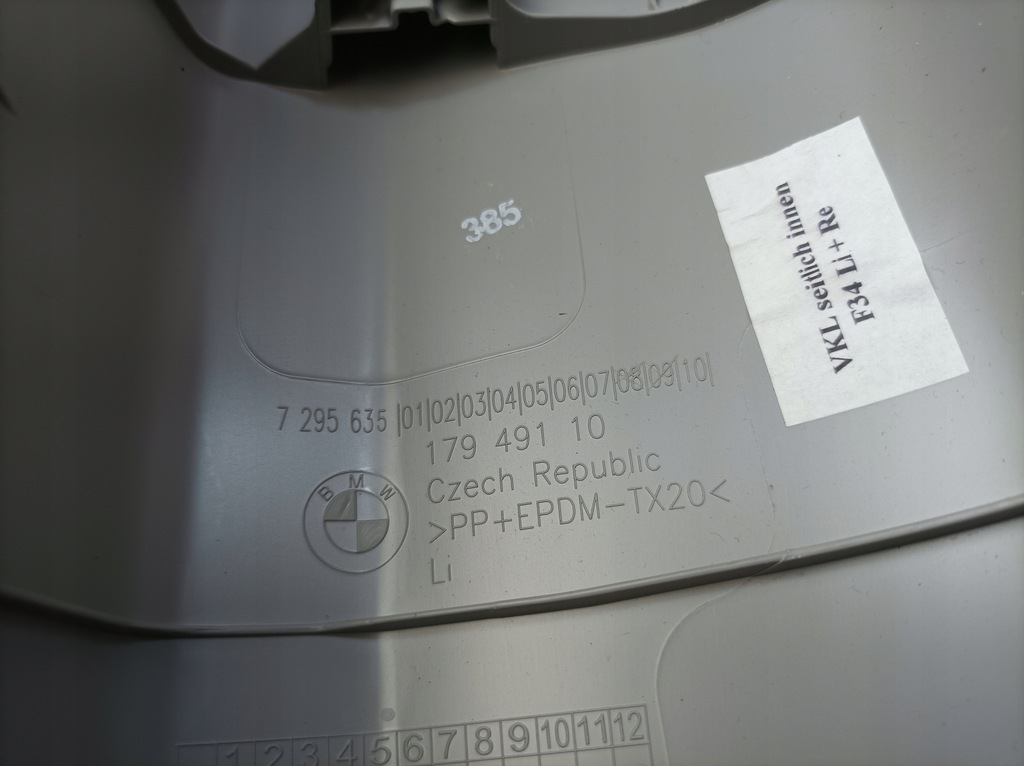 385
VKL seitlich innen
F34 Li + Re
7 295 635 |01|02|03|04|05|06|07|08|09|10|
179 491 10
Czech Republic
BMW
>PP+EPDM-TX20<
Li
1 2 3 4 5 6 7 8 9 10 11 12